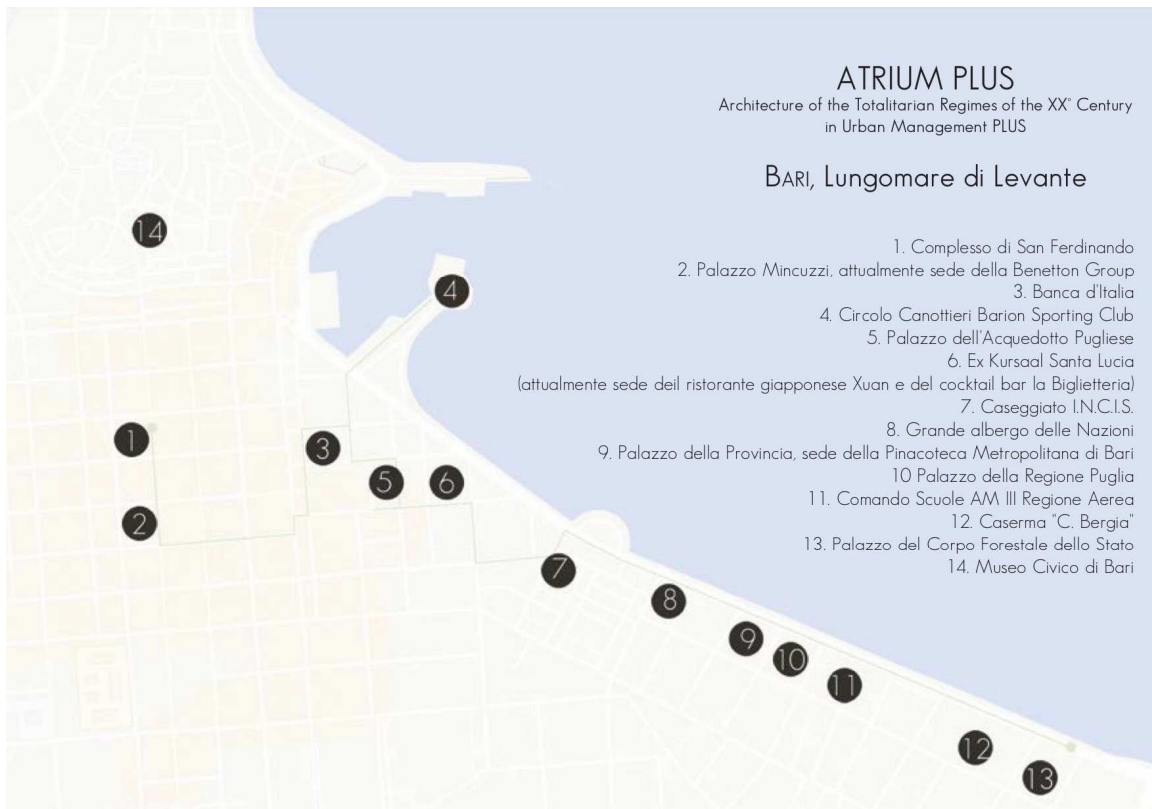 ATRIUM PLUS
Architecture of the Totalitarian Regimes of the XX° Century
in Urban Management PLUS
BARI, Lungomare di Levante
1. Complesso di San Ferdinando
2. Palazzo Mincuzzi, attualmente sede della Benetton Group
3. Banca d'Italia
4. Circolo Canottieri Barion Sporting Club
5. Palazzo dell'Acquedotto Pugliese
6. Ex Kursaal Santa Lucia
(attualmente sede deil ristorante giapponese Xuan e del cocktail bar la Biglietteria)
7. Caseggiato I.N.C.I.S.
8. Grande albergo delle Nazioni
9. Palazzo della Provincia, sede della Pinacoteca Metropolitana di Bari
10 Palazzo della Regione Puglia
11. Comando Scuole AM III Regione Aerea
12. Caserma "C. Bergia"
13. Palazzo del Corpo Forestale dello Stato
14. Museo Civico di Bari
14
4
1
3
5
6
2
7
8
9
10
11
12
13